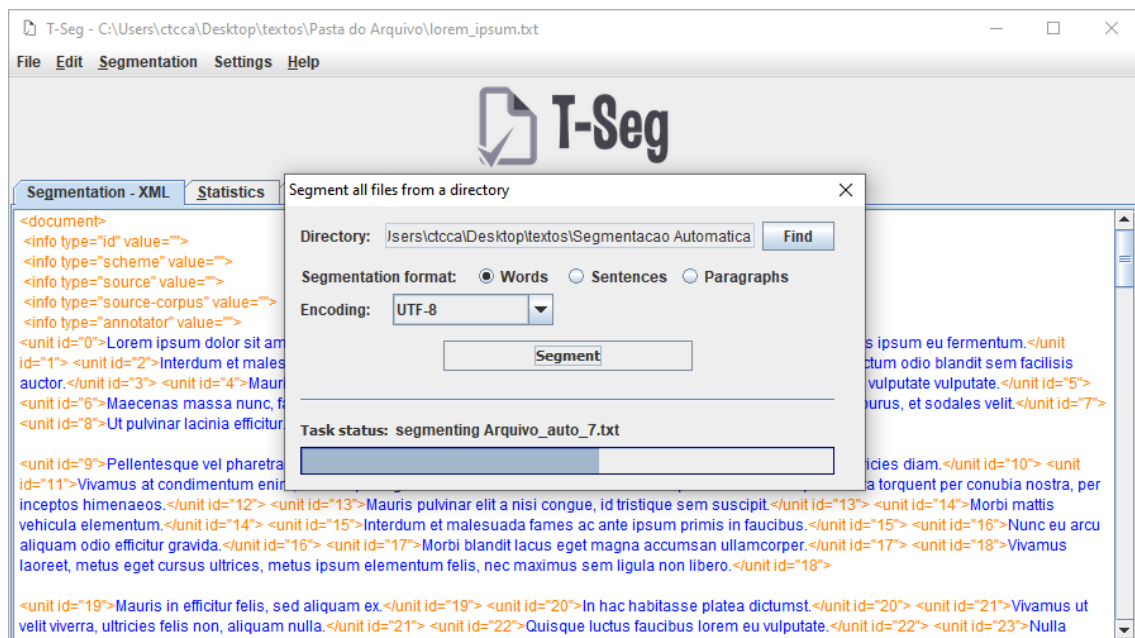 T-Seg - C:\Users\ctcca\Desktop\textos\Pasta do Arquivo\lorem_ipsum.txt
File Edit Segmentation Settings Help
T-Seg
Segmentation - XML Statistics
Segment all files from a directory
Directory: Jsers\ctcca\Desktop\textos\Segmentacao Automatica Find
Segmentation format: Words Sentences Paragraphs
Encoding: UTF-8
Segment
Task status: segmenting Arquivo_auto_7.txt
<document>
<info type="id" value="">
<info type="scheme" value="">
<info type="source" value="">
<info type="source-corpus" value="">
<info type="annotator" value="">
<unit id="0">Lorem ipsum dolor sit am s ipsum eu fermentum.</unit
id="1"> <unit id="2">Interdum et males ctum odio blandit sem facilisis
auctor.</unit id="3"> <unit id="4">Mauri vulputate vulputate.</unit id="5">
<unit id="6">Maecenas massa nunc, fa purus, et sodales velit.</unit id="7">
<unit id="8">Ut pulvinar lacinia efficitur.
<unit id="9">Pellentesque vel pharetra ricies diam.</unit id="10"> <unit
id="11">Vivamus at condimentum enim a torquent per conubia nostra, per
inceptos himenaeos.</unit id="12"> <unit id="13">Mauris pulvinar elit a nisi congue, id tristique sem suscipit.</unit id="13"> <unit id="14">Morbi mattis
vehicula elementum.</unit id="14"> <unit id="15">Interdum et malesuada fames ac ante ipsum primis in faucibus.</unit id="15"> <unit id="16">Nunc eu arcu
aliquam odio efficitur gravida.</unit id="16"> <unit id="17">Morbi blandit lacus eget magna accumsan ullamcorper.</unit id="17"> <unit id="18">Vivamus
laoreet, metus eget cursus ultrices, metus ipsum elementum felis, nec maximus sem ligula non libero.</unit id="18">
<unit id="19">Mauris in efficitur felis, sed aliquam ex.</unit id="19"> <unit id="20">In hac habitasse platea dictumst.</unit id="20"> <unit id="21">Vivamus ut
velit viverra, ultricies felis non, aliquam nulla.</unit id="21"> <unit id="22">Quisque luctus faucibus lorem eu vulputate.</unit id="22"> <unit id="23">Nulla